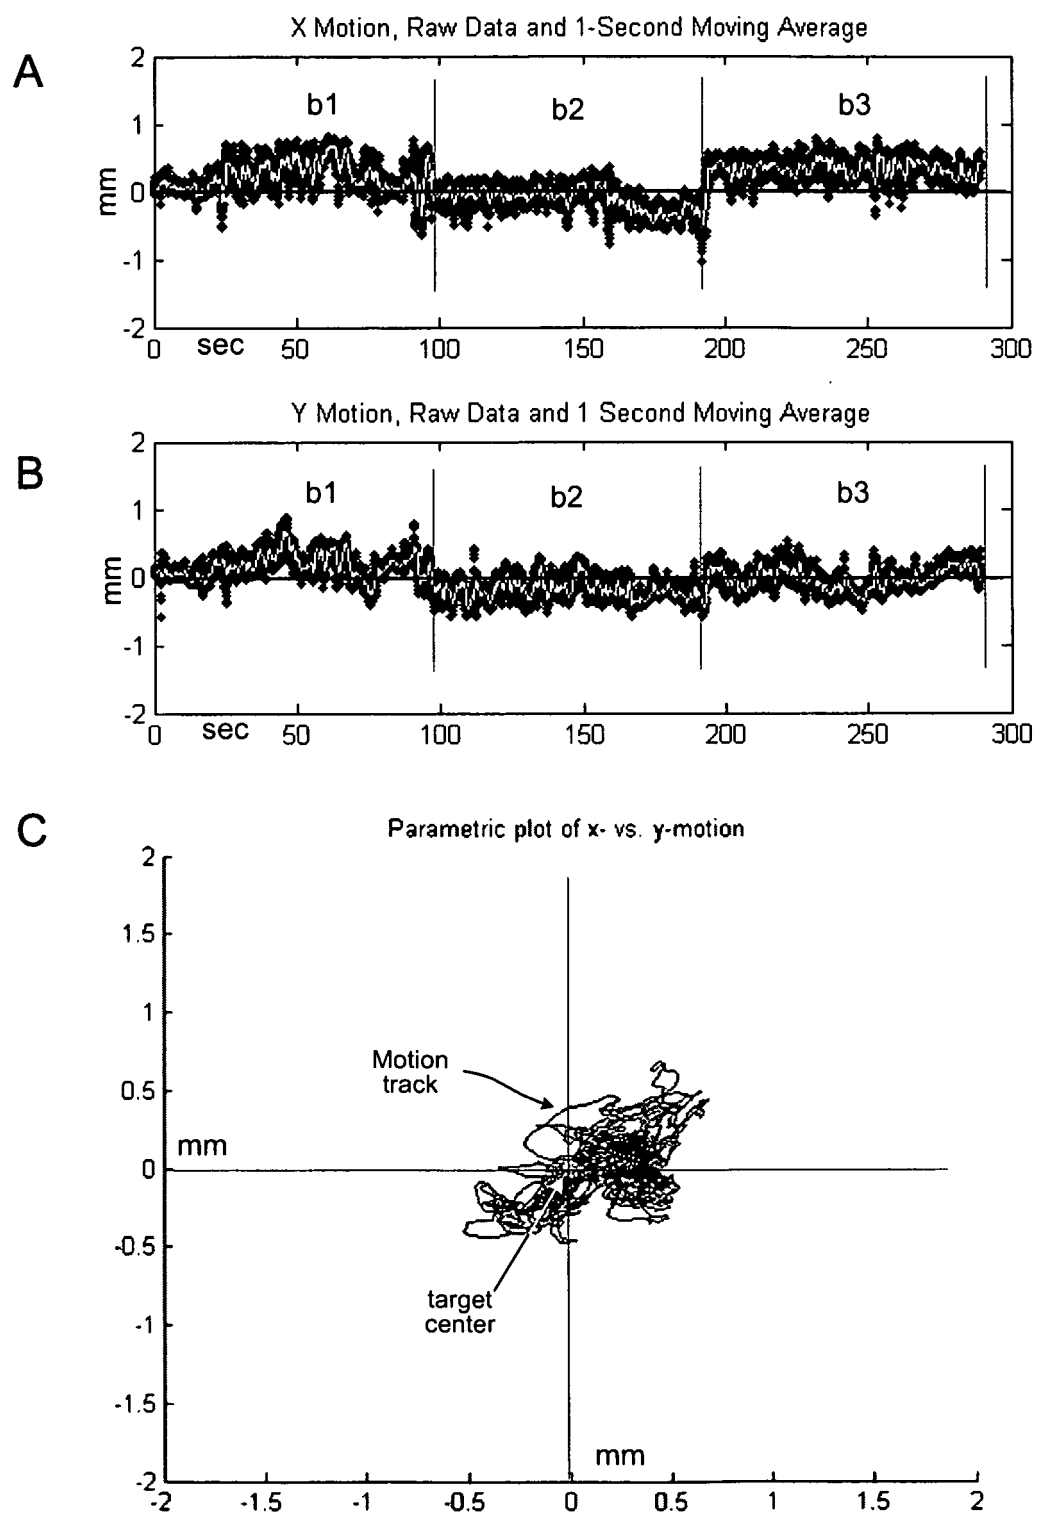 X Motion, Raw Data and 1-Second Moving Average
A
2
b1 b2 b3
1
0
mm
-1
-2
0 sec 50 100 150 200 250 300
Y Motion, Raw Data and 1 Second Moving Average
B
2
b1 b2 b3
1
0
mm
-1
-2
0 sec 50 100 150 200 250 300
C
Parametric plot of x- vs. y-motion
2
1.5
1
Motion
track
0.5
mm
0
-0.5
target
center
-1
-1.5
mm
-2
-2 -1.5 -1 -0.5 0 0.5 1 1.5 2